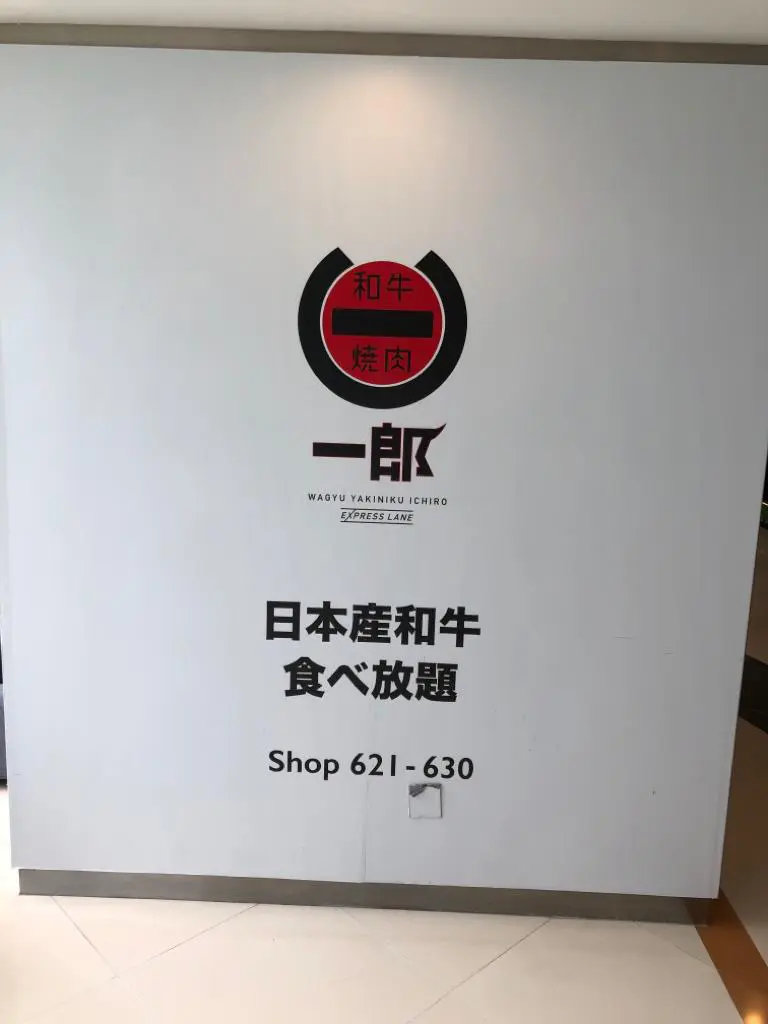 和牛
焼肉
一郎
WAGYU YAKINIKU ICHIRO
EXPRESS LANE
日本産和牛
食べ放題
Shop 621-630